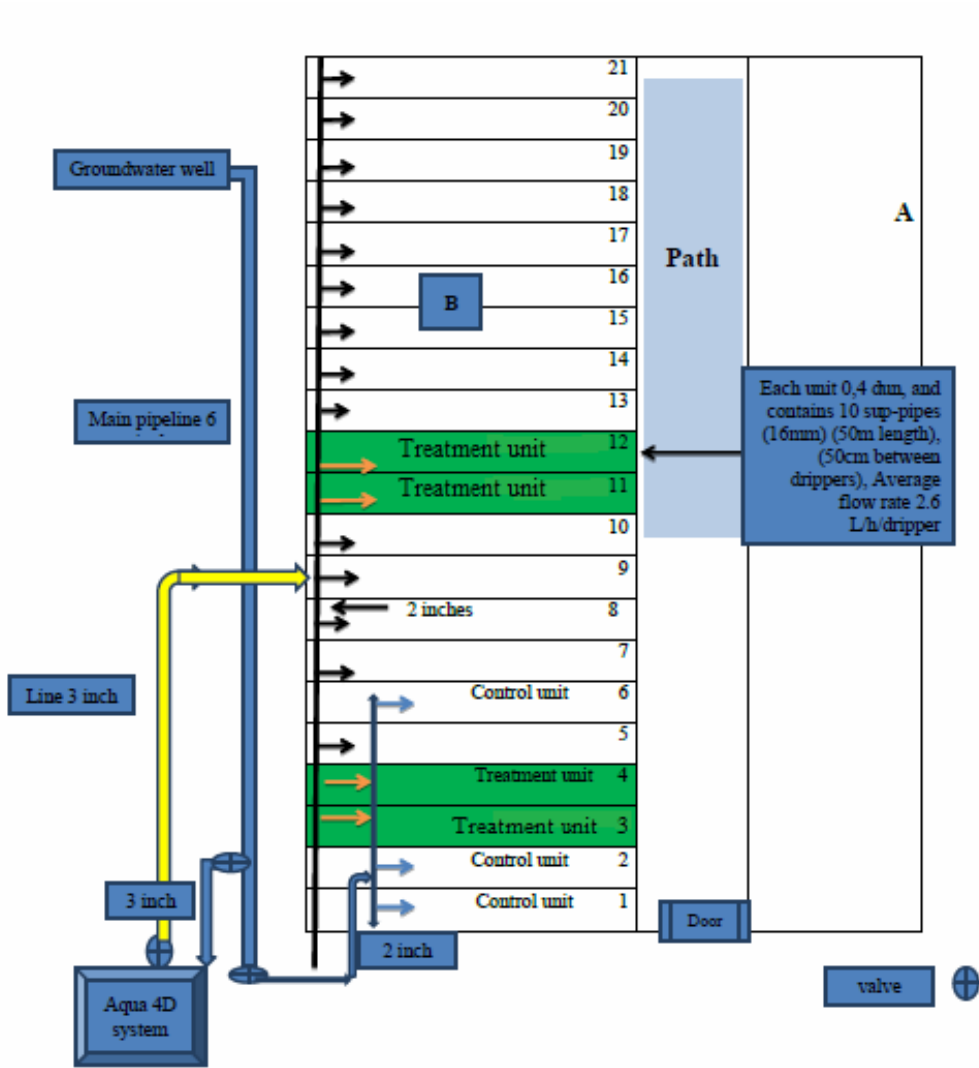 21
20
19
Groundwater well
18
A
17
Path
16
B
15
14
Each unit 0,4 dun, and
contains 10 sup-pipes
(16mm) (50m length),
(50cm between
drippers), Average
flow rate 2.6
L/h/dripper
13
Main pipeline 6
Treatment unit 12
Treatment unit 11
10
9
2 inches 8
7
Line 3 inch
Control unit 6
5
Treatment unit 4
Treatment unit 3
Control unit 2
3 inch
Control unit 1
Door
2 inch
valve
Aqua 4D
system